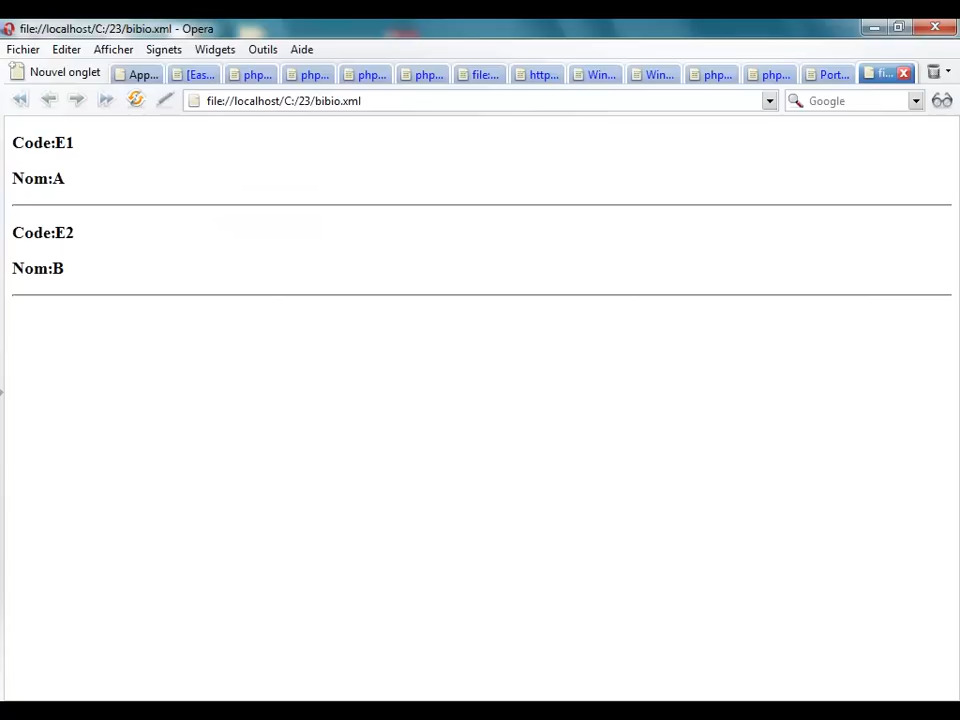 file://localhost/C:/23/bibio.xml - Opera
Fichier Editer Afficher Signets Widgets Outils Aide
Nouvel onglet App... [Eas... php... php... php... php... file:... http... Win... Win... php... php... Port... fi...
file://localhost/C:/23/bibio.xml Google
Code:E1
Nom:A
Code:E2
Nom:B